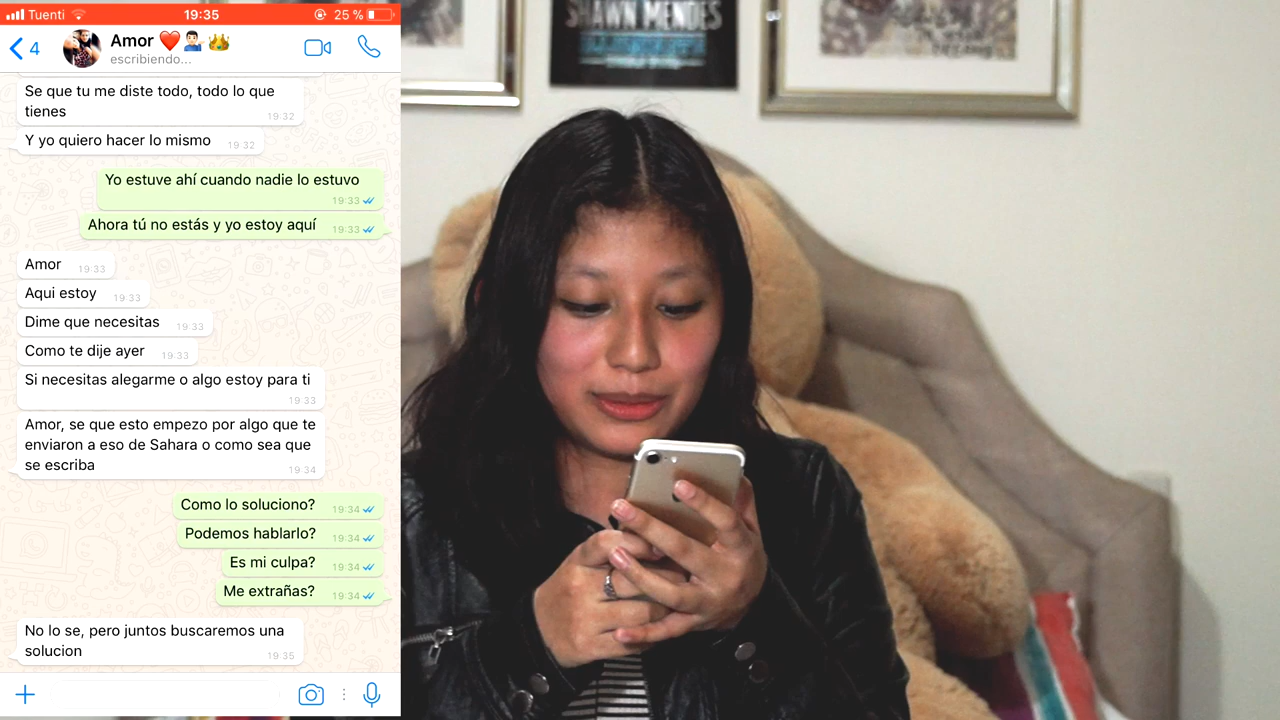 Tuenti 19:35 25 %
4 Amor ❤️🙎🏻‍♂️👑
escribiendo...
Se que tu me diste todo, todo lo que
tienes
19:32
Y yo quiero hacer lo mismo 19:32
Yo estuve ahí cuando nadie lo estuvo
19:33
Ahora tú no estás y yo estoy aquí 19:33
Amor 19:33
Aqui estoy 19:33
Dime que necesitas 19:33
Como te dije ayer 19:33
Si necesitas alegarme o algo estoy para ti
19:33
Amor, se que esto empezo por algo que te
enviaron a eso de Sahara o como sea que
se escriba 19:34
Como lo soluciono? 19:34
Podemos hablarlo? 19:34
Es mi culpa? 19:34
Me extrañas? 19:34
No lo se, pero juntos buscaremos una
solucion 19:35
SHAWN MENDES